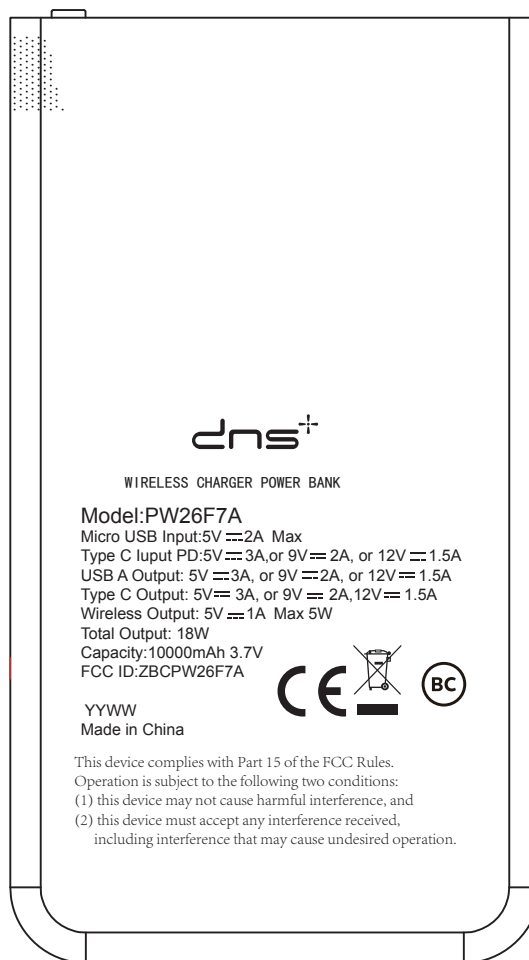 dns+
WIRELESS CHARGER POWER BANK
Model:PW26F7A
Micro USB Input:5V ⎓2A Max
Type C Iuput PD:5V ⎓ 3A,or 9V⎓ 2A, or 12V ⎓ 1.5A
USB A Output: 5V ⎓3A, or 9V ⎓2A, or 12V⎓ 1.5A
Type C Output: 5V⎓ 3A, or 9V ⎓ 2A,12V⎓ 1.5A
Wireless Output: 5V ⎓1A Max 5W
Total Output: 18W
Capacity:10000mAh 3.7V
FCC ID:ZBCPW26F7A
CE
BC
YYWW
Made in China
This device complies with Part 15 of the FCC Rules.
Operation is subject to the following two conditions:
(1) this device may not cause harmful interference, and
(2) this device must accept any interference received,
including interference that may cause undesired operation.